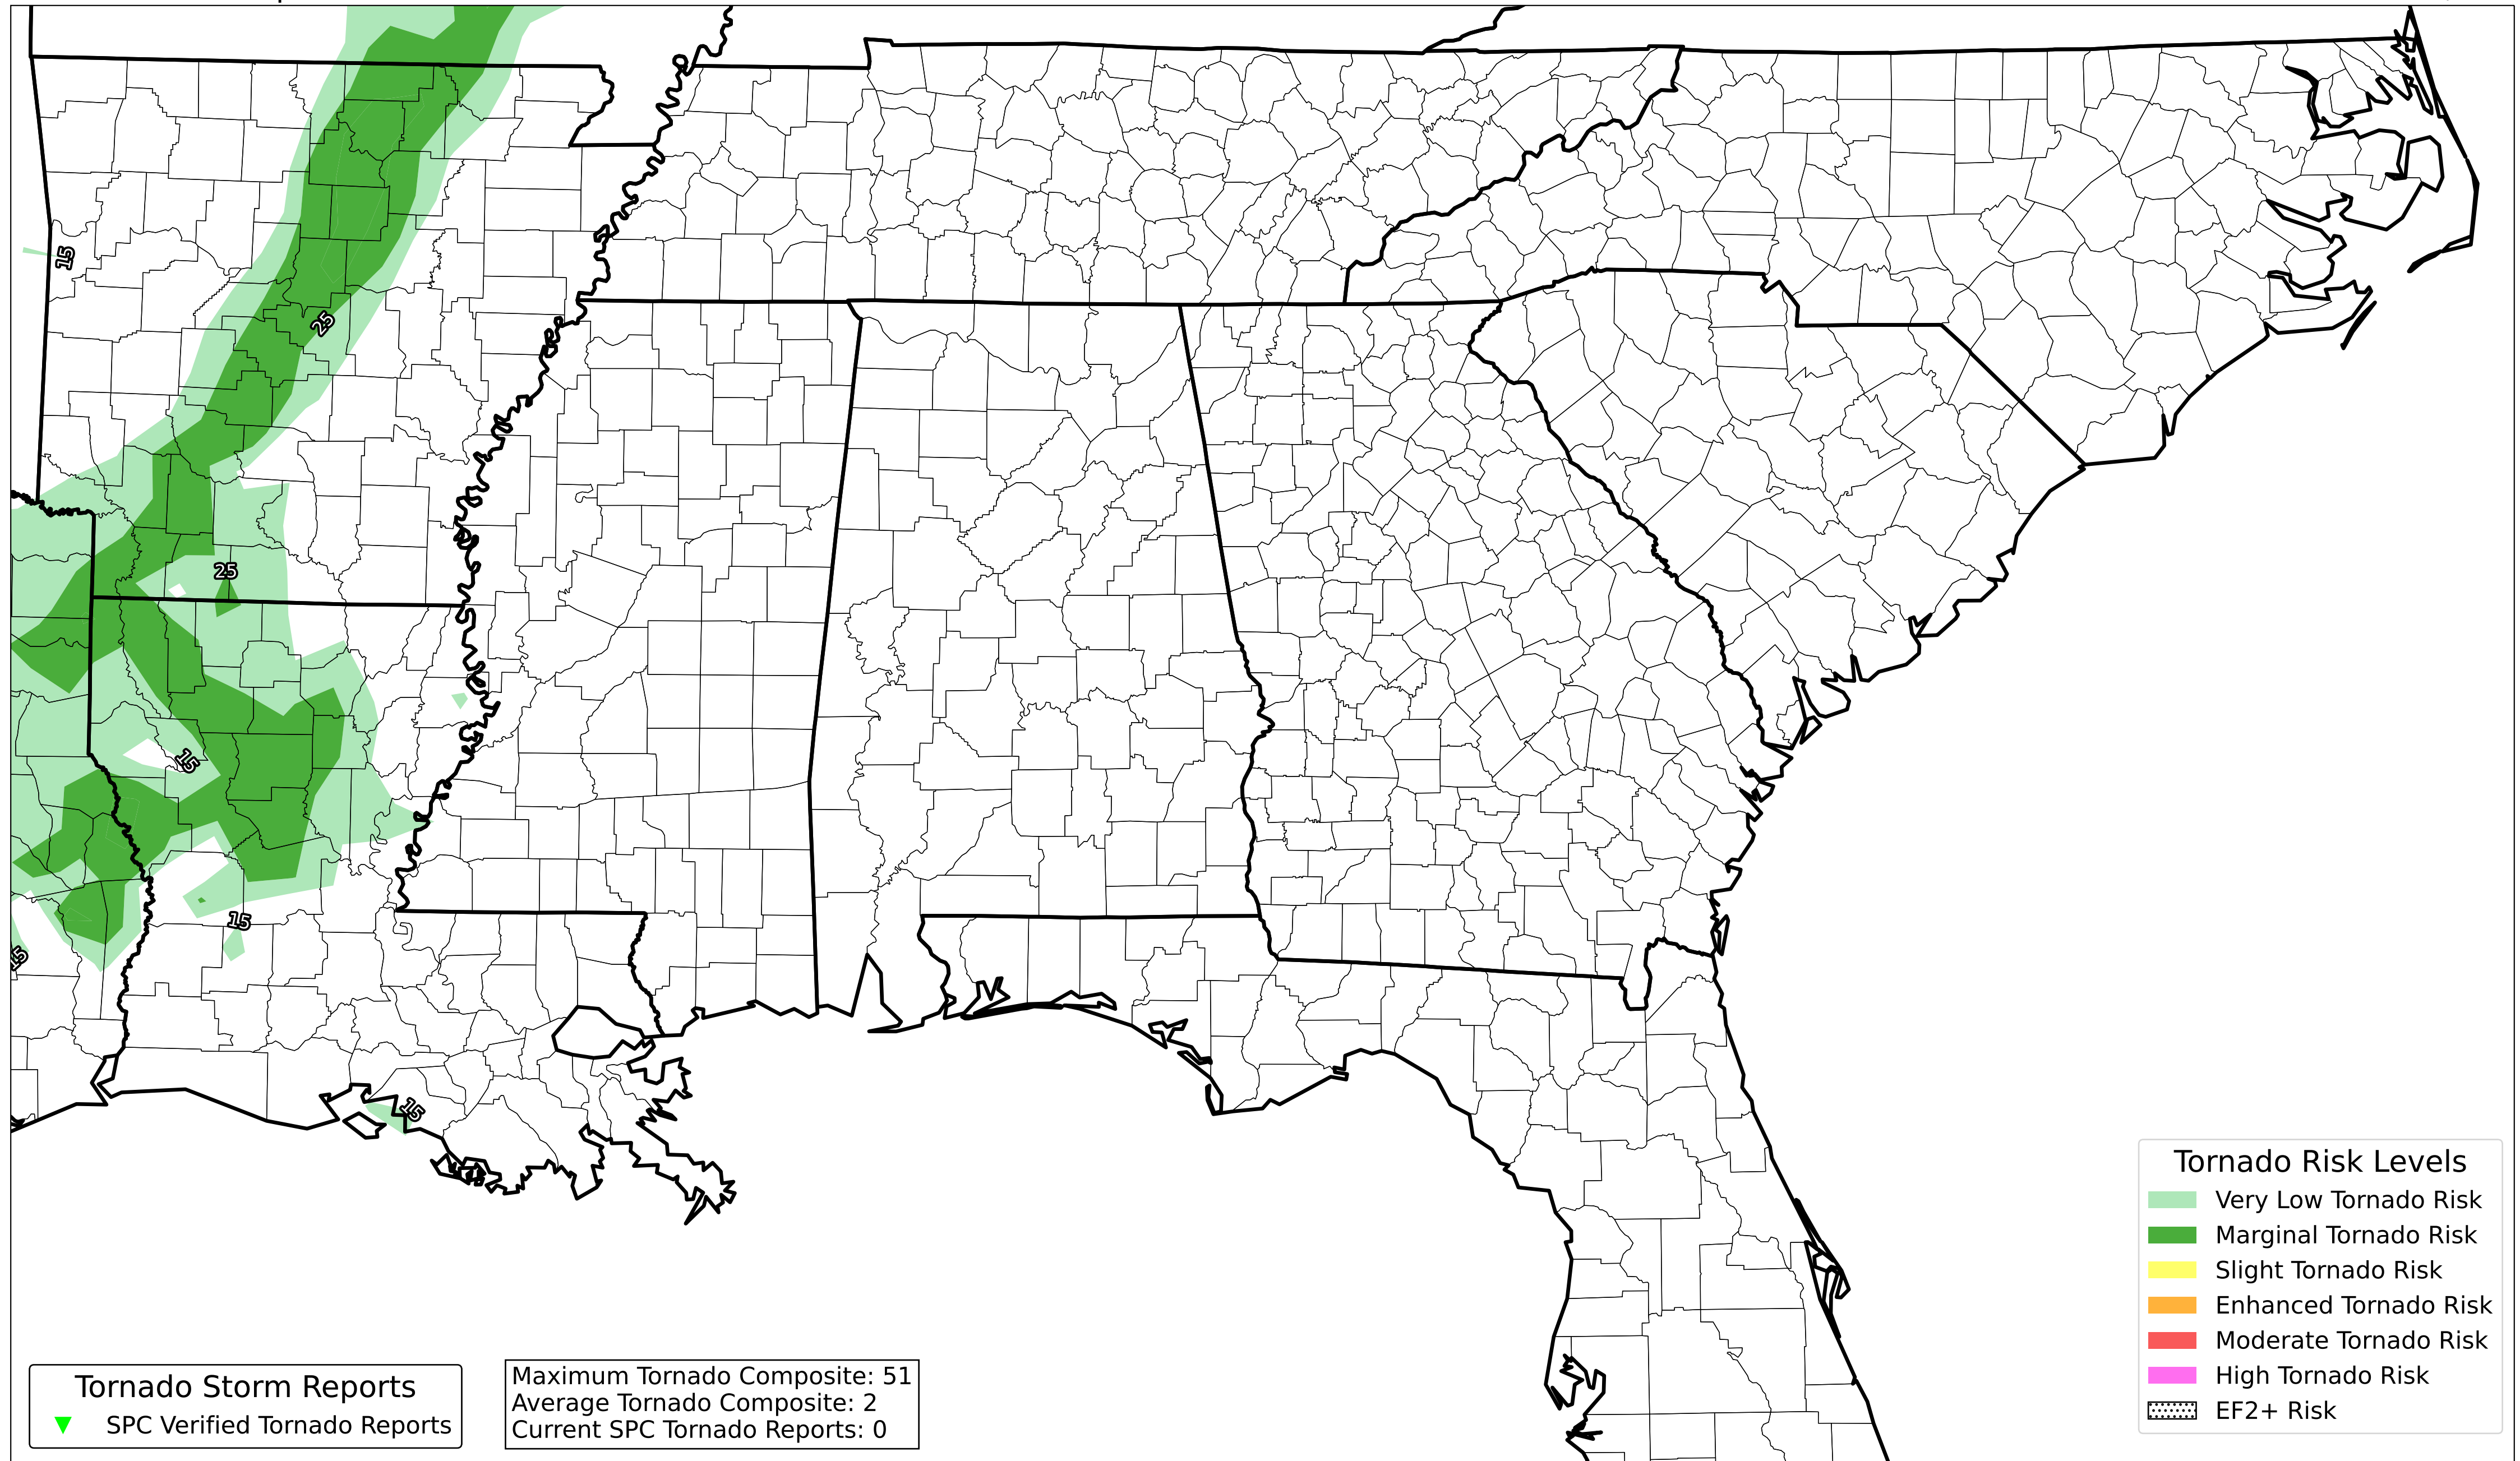 15
25
25
15
15
15
15
Tornado Risk Levels
Very Low Tornado Risk
Marginal Tornado Risk
Slight Tornado Risk
Enhanced Tornado Risk
Moderate Tornado Risk
High Tornado Risk
EF2+ Risk
Tornado Storm Reports
SPC Verified Tornado Reports
Maximum Tornado Composite: 51
Average Tornado Composite: 2
Current SPC Tornado Reports: 0